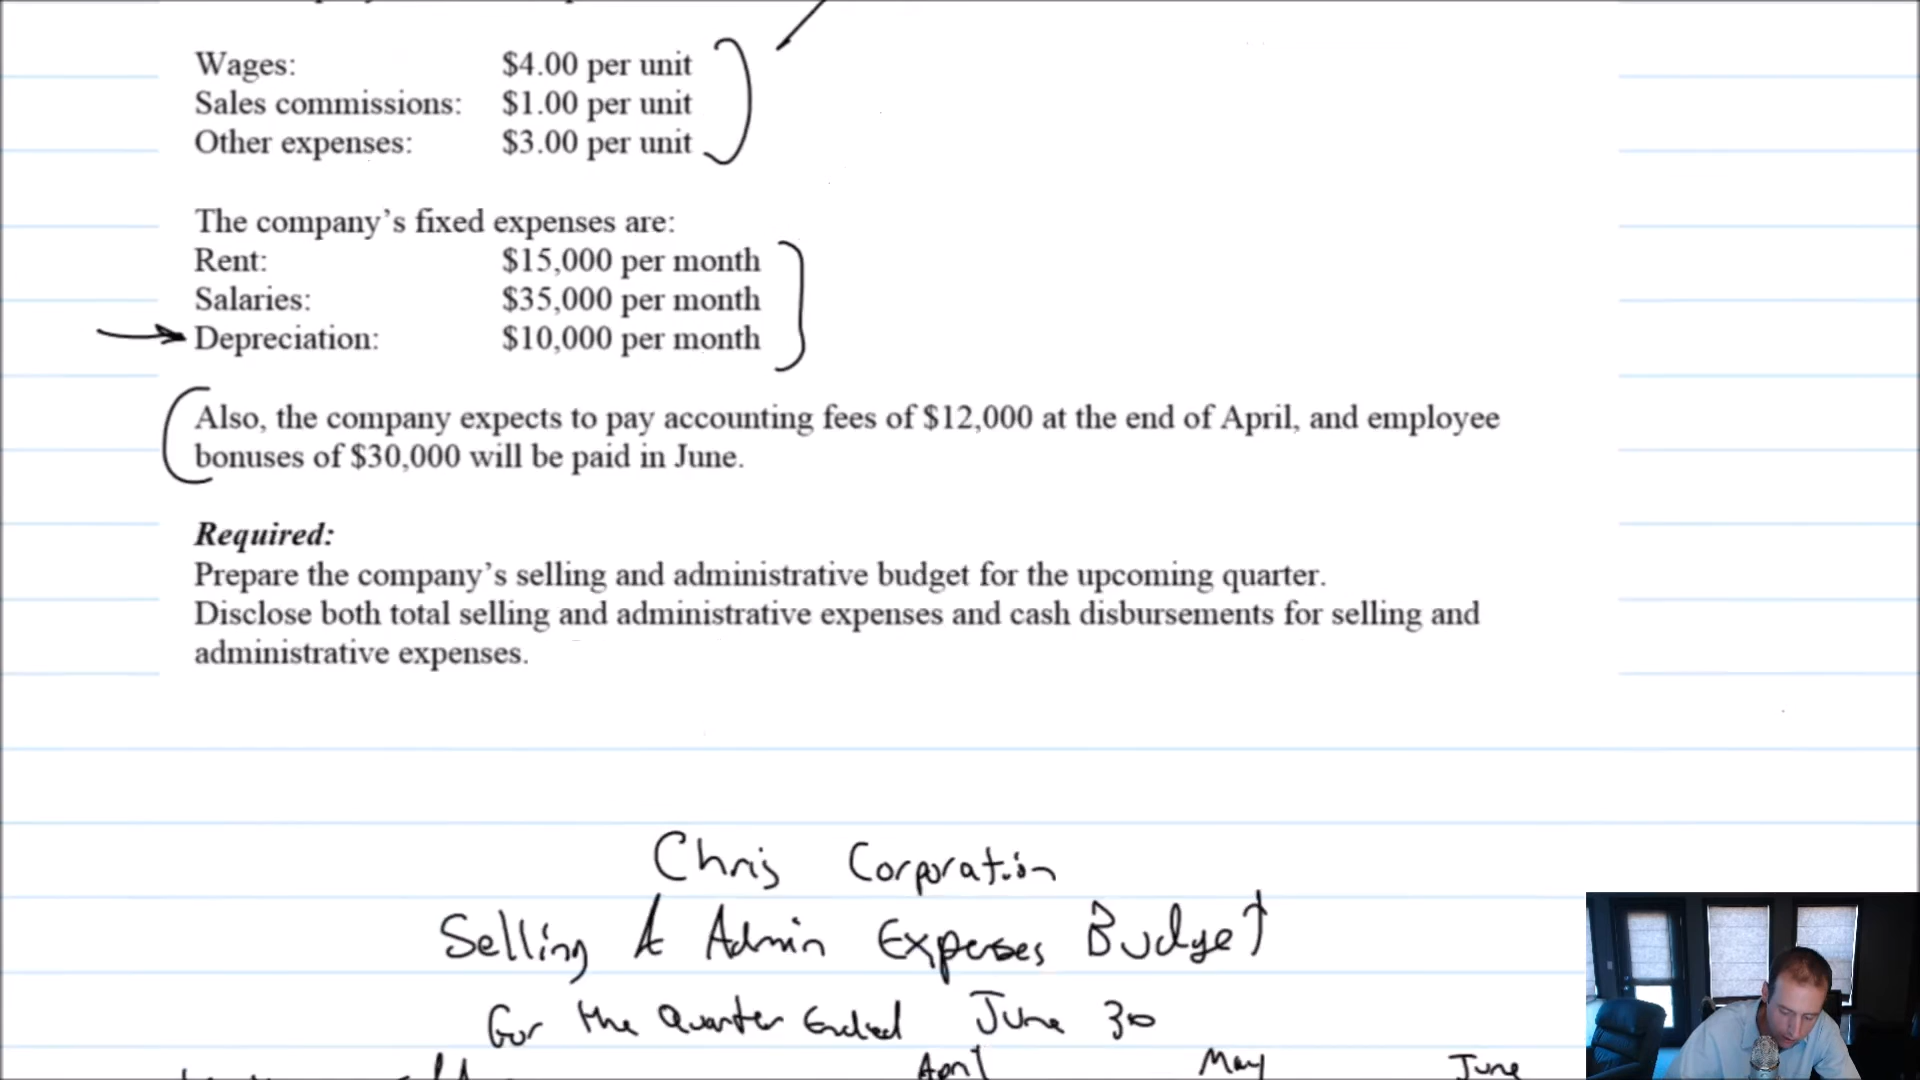 Wages: $4.00 per unit
Sales commissions: $1.00 per unit
Other expenses: $3.00 per unit
The company’s fixed expenses are:
Rent: $15,000 per month
Salaries: $35,000 per month
Depreciation: $10,000 per month
Also, the company expects to pay accounting fees of $12,000 at the end of April, and employee
bonuses of $30,000 will be paid in June.
Required:
Prepare the company’s selling and administrative budget for the upcoming quarter.
Disclose both total selling and administrative expenses and cash disbursements for selling and
administrative expenses.
Chris Corporation
Selling & Admin Expenses Budget
For the Quarter Ended June 30
April May June